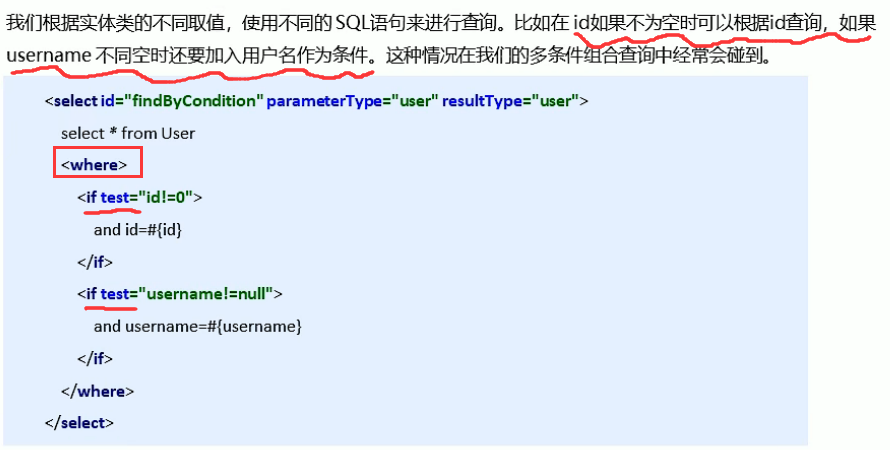 我们根据实体类的不同取值，使用不同的 SQL语句来进行查询。比如在 id如果不为空时可以根据id查询，如果
username 不同空时还要加入用户名作为条件。这种情况在我们的多条件组合查询中经常会碰到。
<select id="findByCondition" parameterType="user" resultType="user">
select * from User
<where>
<if test="id!=0">
and id=#{id}
</if>
<if test="username!=null">
and username=#{username}
</if>
</where>
</select>